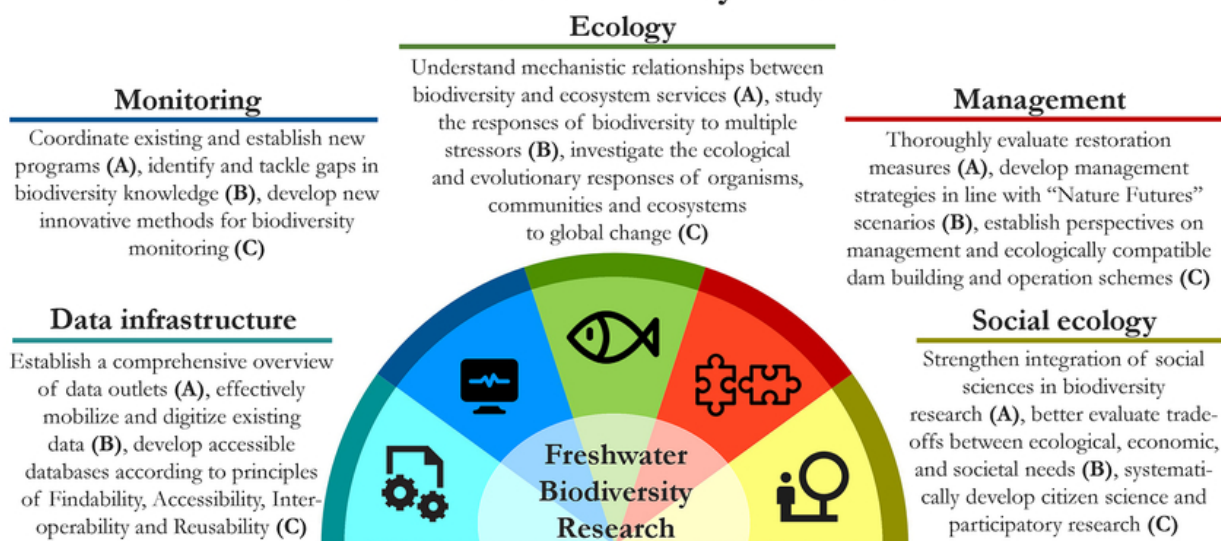 Ecology
Understand mechanistic relationships between
biodiversity and ecosystem services (A), study
the responses of biodiversity to multiple
stressors (B), investigate the ecological
and evolutionary responses of organisms,
communities and ecosystems
to global change (C)
Monitoring
Coordinate existing and establish new
programs (A), identify and tackle gaps in
biodiversity knowledge (B), develop new
innovative methods for biodiversity
monitoring (C)
Management
Thoroughly evaluate restoration
measures (A), develop management
strategies in line with “Nature Futures”
scenarios (B), establish perspectives on
management and ecologically compatible
dam building and operation schemes (C)
Data infrastructure
Establish a comprehensive overview
of data outlets (A), effectively
mobilize and digitize existing
data (B), develop accessible
databases according to principles
of Findability, Accessibility, Inter-
operability and Reusability (C)
Social ecology
Strengthen integration of social
sciences in biodiversity
research (A), better evaluate trade-
offs between ecological, economic,
and societal needs (B), systemati-
cally develop citizen science and
participatory research (C)
Freshwater
Biodiversity
Research